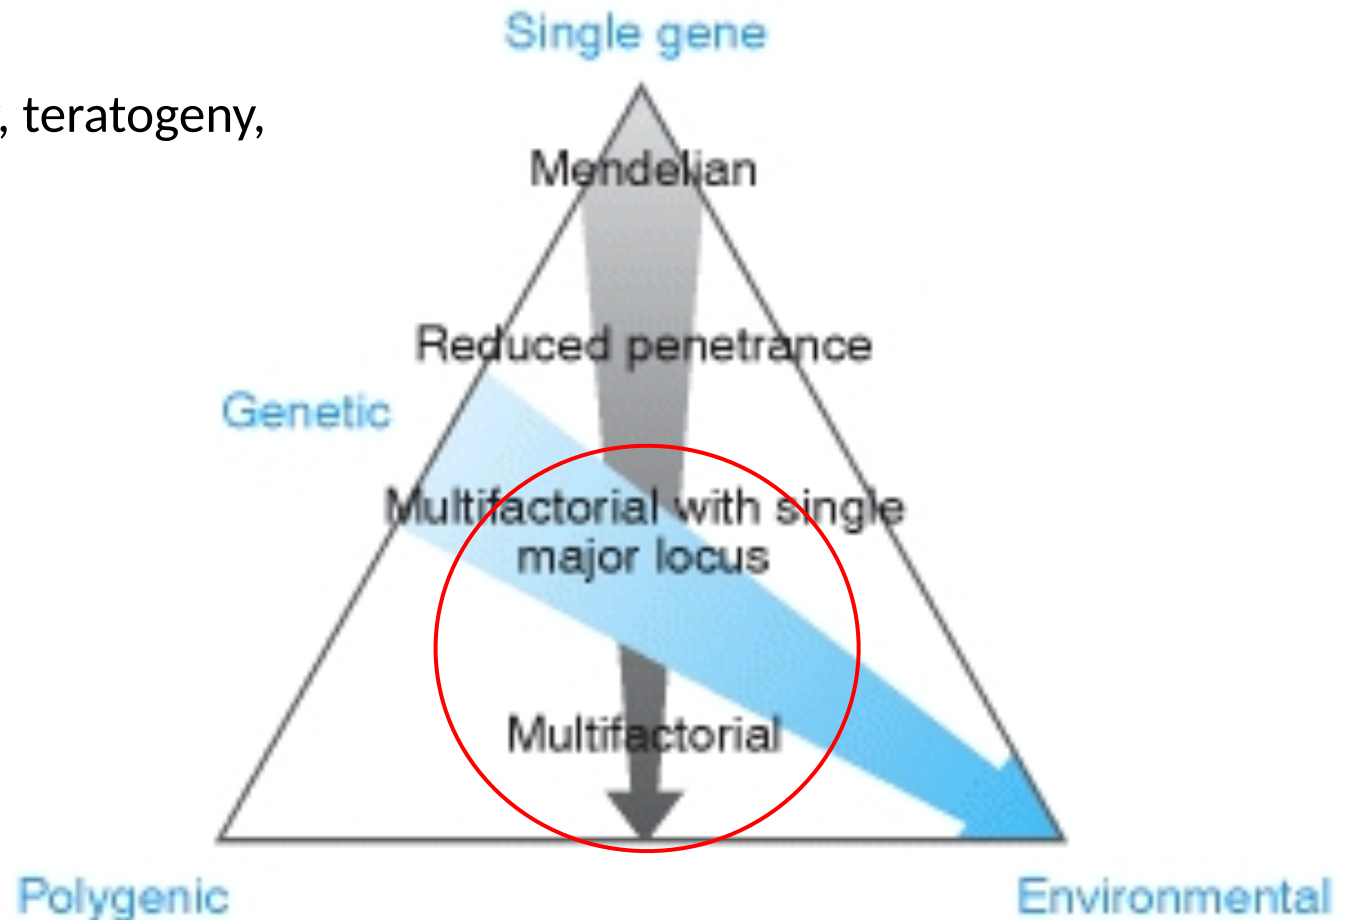 Single gene
, teratogeny,
Mendelian
Reduced penetrance
Genetic
Multifactorial with single
major locus
Multifactorial
Polygenic
Environmental